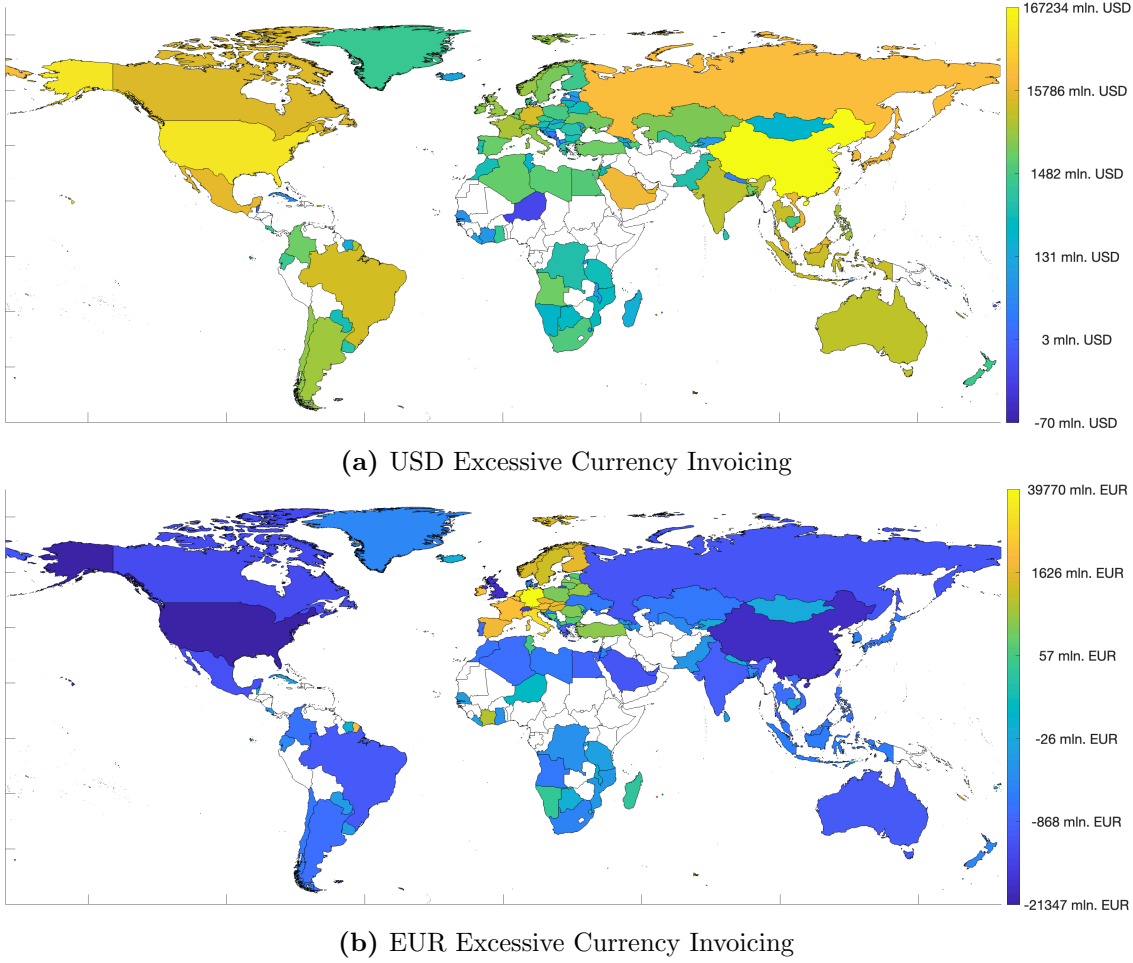 167234 mln. USD
15786 mln. USD
1482 mln. USD
131 mln. USD
3 mln. USD
-70 mln. USD
(a) USD Excessive Currency Invoicing
39770 mln. EUR
1626 mln. EUR
57 mln. EUR
-26 mln. EUR
-868 mln. EUR
-21347 mln. EUR
(b) EUR Excessive Currency Invoicing